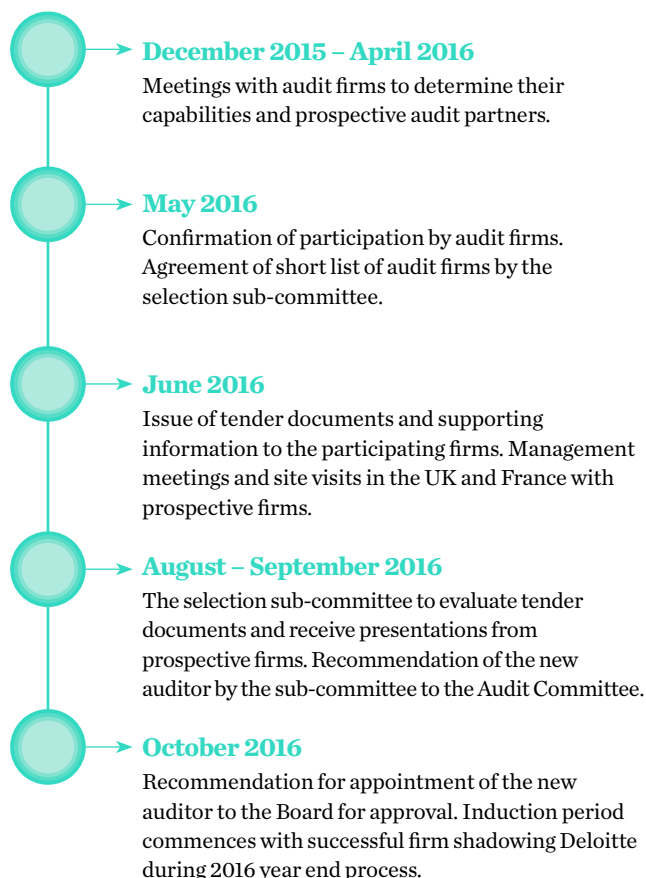 December 2015 – April 2016
Meetings with audit firms to determine their
capabilities and prospective audit partners.
May 2016
Confirmation of participation by audit firms.
Agreement of short list of audit firms by the
selection sub-committee.
June 2016
Issue of tender documents and supporting
information to the participating firms. Management
meetings and site visits in the UK and France with
prospective firms.
August – September 2016
The selection sub-committee to evaluate tender
documents and receive presentations from
prospective firms. Recommendation of the new
auditor by the sub-committee to the Audit Committee.
October 2016
Recommendation for appointment of the new
auditor to the Board for approval. Induction period
commences with successful firm shadowing Deloitte
during 2016 year end process.